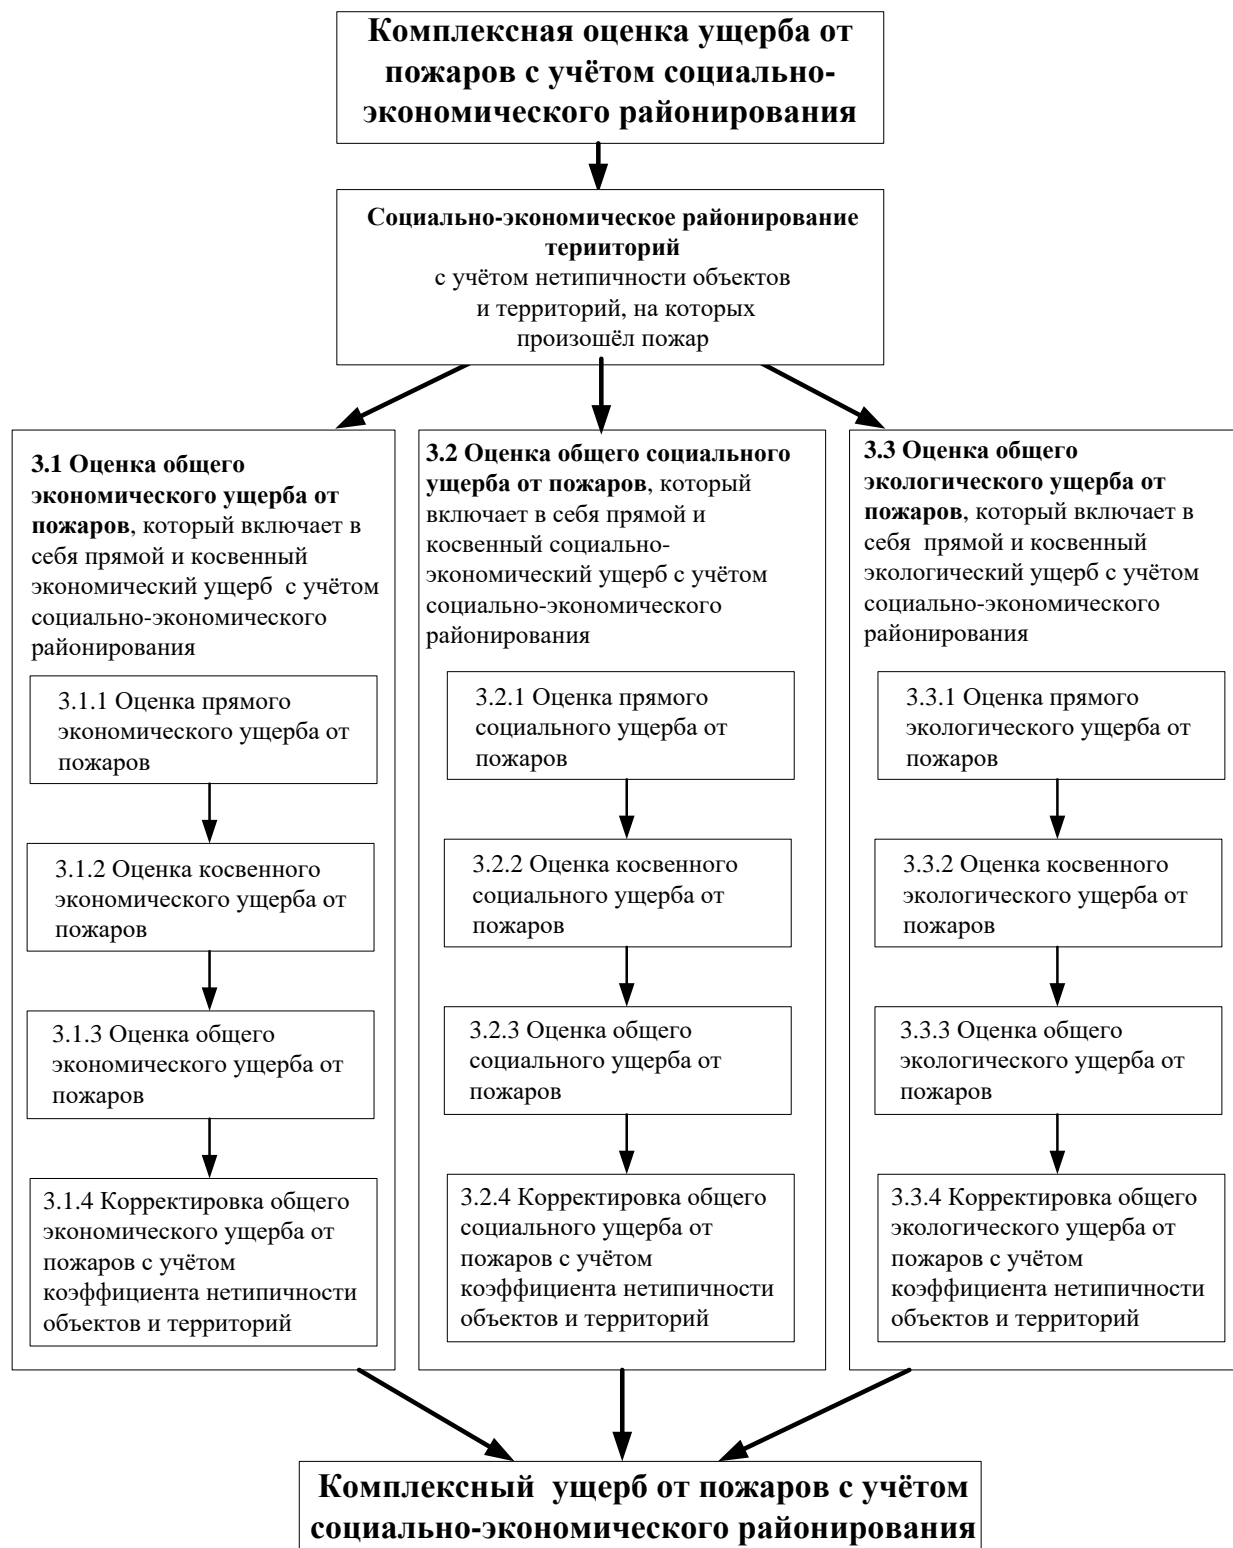 Комплексная оценка ущерба от
пожаров с учётом социально-
экономического районирования
Социально-экономическое районирование
терииторий
с учётом нетипичности объектов
и территорий, на которых
произошёл пожар
3.1 Оценка общего
экономического ущерба от
пожаров, который включает в
себя прямой и косвенный
экономический ущерб с учётом
социально-экономического
районирования
3.1.1 Оценка прямого
экономического ущерба от
пожаров
3.1.2 Оценка косвенного
экономического ущерба от
пожаров
3.1.3 Оценка общего
экономического ущерба от
пожаров
3.1.4 Корректировка общего
экономического ущерба от
пожаров с учётом
коэффициента нетипичности
объектов и территорий
3.2 Оценка общего социального
ущерба от пожаров, который
включает в себя прямой и
косвенный социально-
экономический ущерб с учётом
социально-экономического
районирования
3.2.1 Оценка прямого
социального ущерба от
пожаров
3.2.2 Оценка косвенного
социального ущерба от
пожаров
3.2.3 Оценка общего
социального ущерба от
пожаров
3.2.4 Корректировка общего
социального ущерба от
пожаров с учётом
коэффициента нетипичности
объектов и территорий
3.3 Оценка общего
экологического ущерба от
пожаров, который включает в
себя прямой и косвенный
экологический ущерб с учётом
социально-экономического
районирования
3.3.1 Оценка прямого
экологического ущерба от
пожаров
3.3.2 Оценка косвенного
экологического ущерба от
пожаров
3.3.3 Оценка общего
экологического ущерба от
пожаров
3.3.4 Корректировка общего
экологического ущерба от
пожаров с учётом
коэффициента нетипичности
объектов и территорий
Комплексный ущерб от пожаров с учётом
социально-экономического районирования